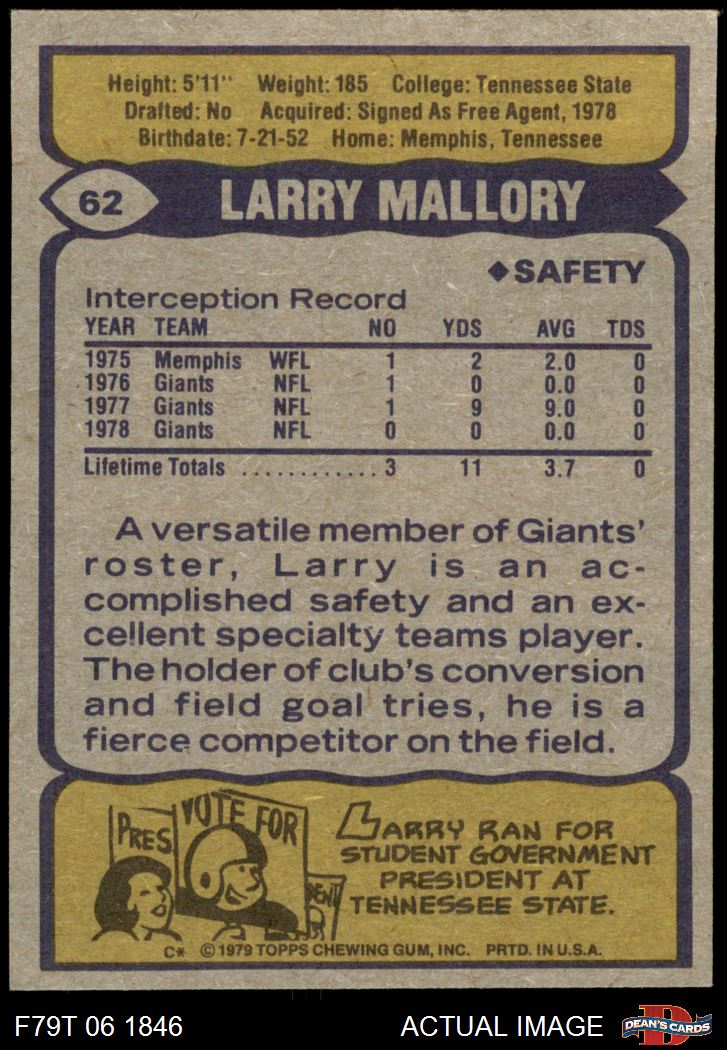 Height: 5'11" Weight: 185 College: Tennessee State
Drafted: No Acquired: Signed As Free Agent, 1978
Birthdate: 7-21-52 Home: Memphis, Tennessee
62 LARRY MALLORY
◆SAFETY
Interception Record
YEAR TEAM NO YDS AVG TDS
1975 Memphis WFL 1 2 2.0 0
1976 Giants NFL 1 0 0.0 0
1977 Giants NFL 1 9 9.0 0
1978 Giants NFL 0 0 0.0 0
Lifetime Totals ............ 3 11 3.7 0
A versatile member of Giants'
roster, Larry is an ac-
complished safety and an ex-
cellent specialty teams player.
The holder of club's conversion
and field goal tries, he is a
fierce competitor on the field.
PRES
VOTE FOR
DENT
LARRY RAN FOR
STUDENT GOVERNMENT
PRESIDENT AT
TENNESSEE STATE.
C* © 1979 TOPPS CHEWING GUM, INC. PRTD. IN U.S.A.
F79T 06 1846 ACTUAL IMAGE
D
DEAN'S CARDS